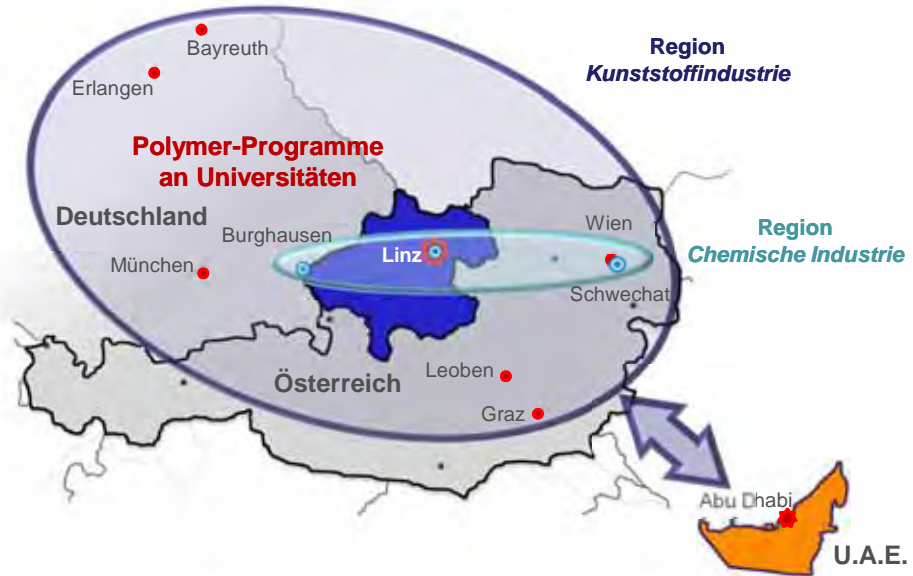 Bayreuth
Region
Kunststoffindustrie
Erlangen
Polymer-Programme
an Universitäten
Deutschland
Burghausen
Wien
Region
Chemische Industrie
Linz
München
Schwechat
Österreich
Leoben
Graz
Abu Dhabi
U.A.E.